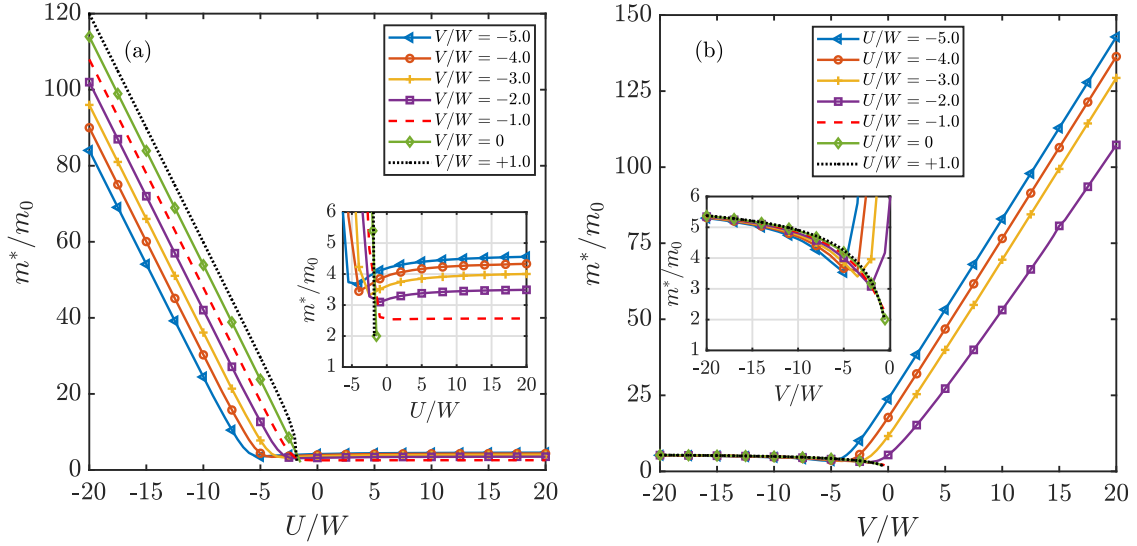 (a)
m*/m₀
120
100
80
60
40
20
0
-20
-15
-10
-5
0
5
10
15
20
U/W
V/W = −5.0
V/W = −4.0
V/W = −3.0
V/W = −2.0
V/W = −1.0
V/W = 0
V/W = +1.0
m*/m₀
6
5
4
3
2
1
-5
0
5
10
15
20
U/W
(b)
m*/m₀
150
125
100
75
50
25
0
-20
-15
-10
-5
0
5
10
15
20
V/W
U/W = −5.0
U/W = −4.0
U/W = −3.0
U/W = −2.0
U/W = −1.0
U/W = 0
U/W = +1.0
m*/m₀
6
5
4
3
2
1
-20
-15
-10
-5
0
V/W